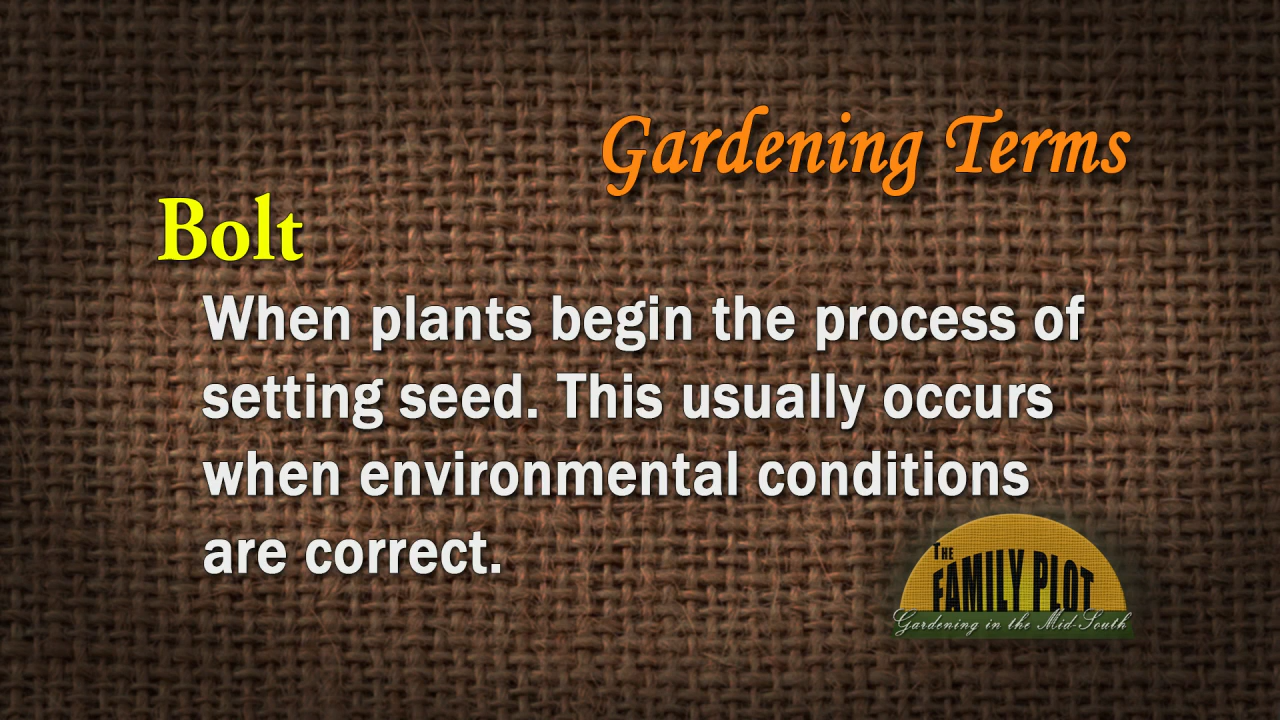 Gardening Terms
Bolt
When plants begin the process of
setting seed. This usually occurs
when environmental conditions
are correct.
The
FAMILY PLOT
Gardening in the Mid-South